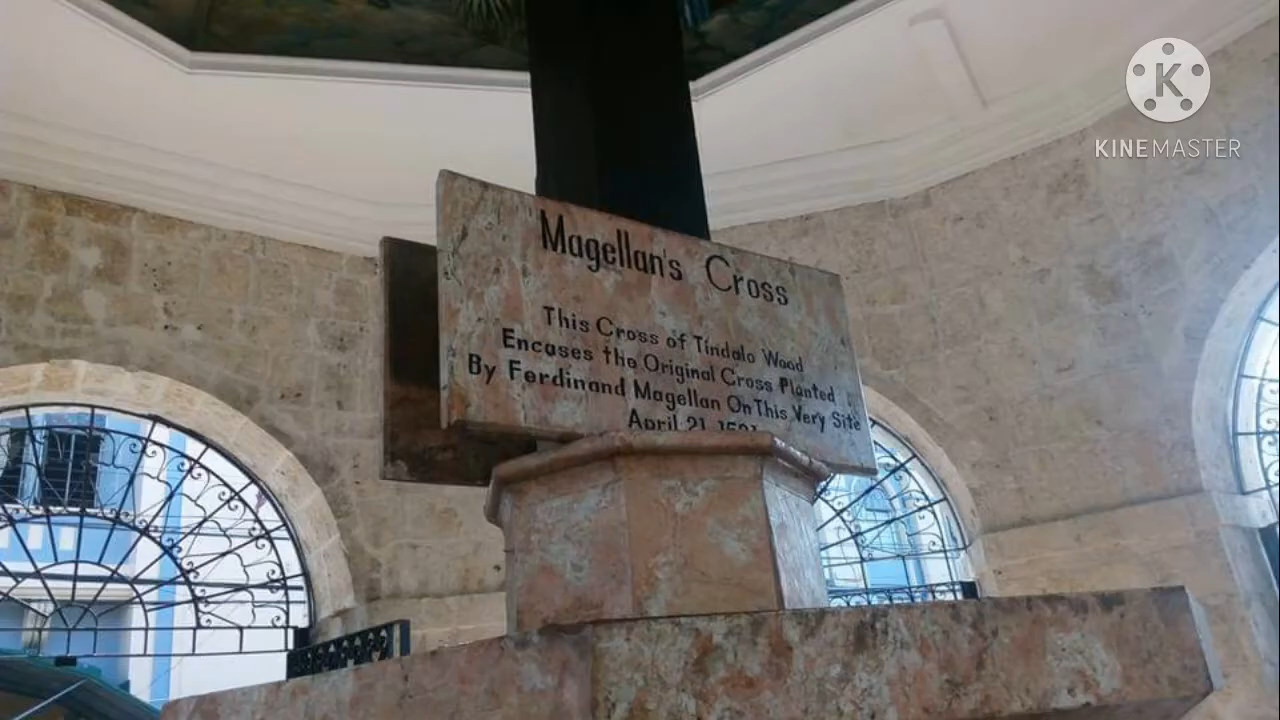 K
KINEMASTER
Magellan's Cross
This Cross of Tindalo Wood
Encases the Original Cross Planted
By Ferdinand Magellan On This Very Site
April 21, 1521